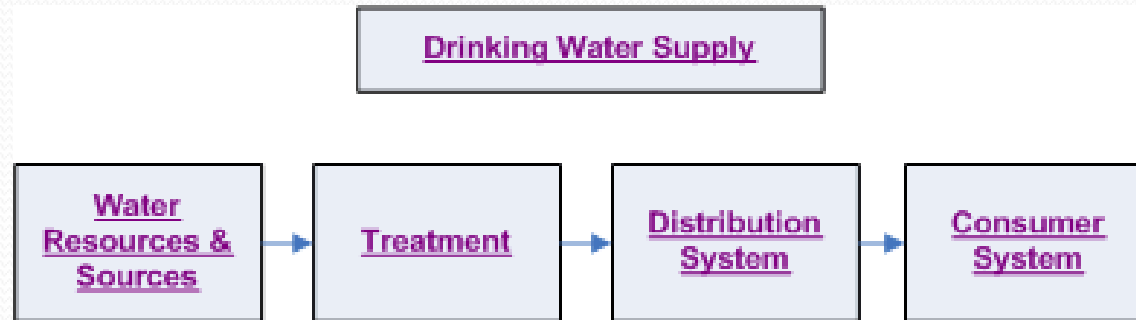 Drinking Water Supply
Water
Resources &
Sources
Treatment
Distribution
System
Consumer
System